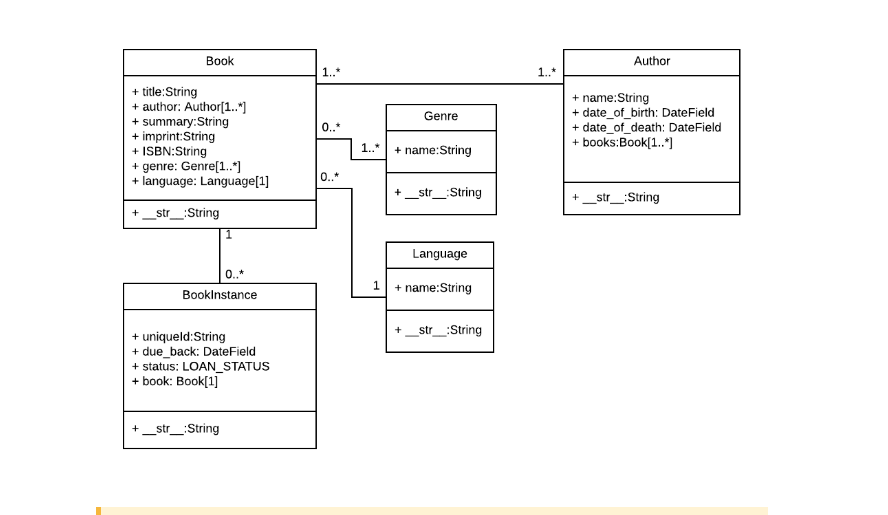 Book
+ title:String
+ author: Author[1..*]
+ summary:String
+ imprint:String
+ ISBN:String
+ genre: Genre[1..*]
+ language: Language[1]
+ __str__:String
1..*
1..*
Author
+ name:String
+ date_of_birth: DateField
+ date_of_death: DateField
+ books:Book[1..*]
+ __str__:String
0..*
1..*
Genre
+ name:String
+ __str__:String
0..*
1
Language
+ name:String
+ __str__:String
1
0..*
BookInstance
+ uniqueId:String
+ due_back: DateField
+ status: LOAN_STATUS
+ book: Book[1]
+ __str__:String